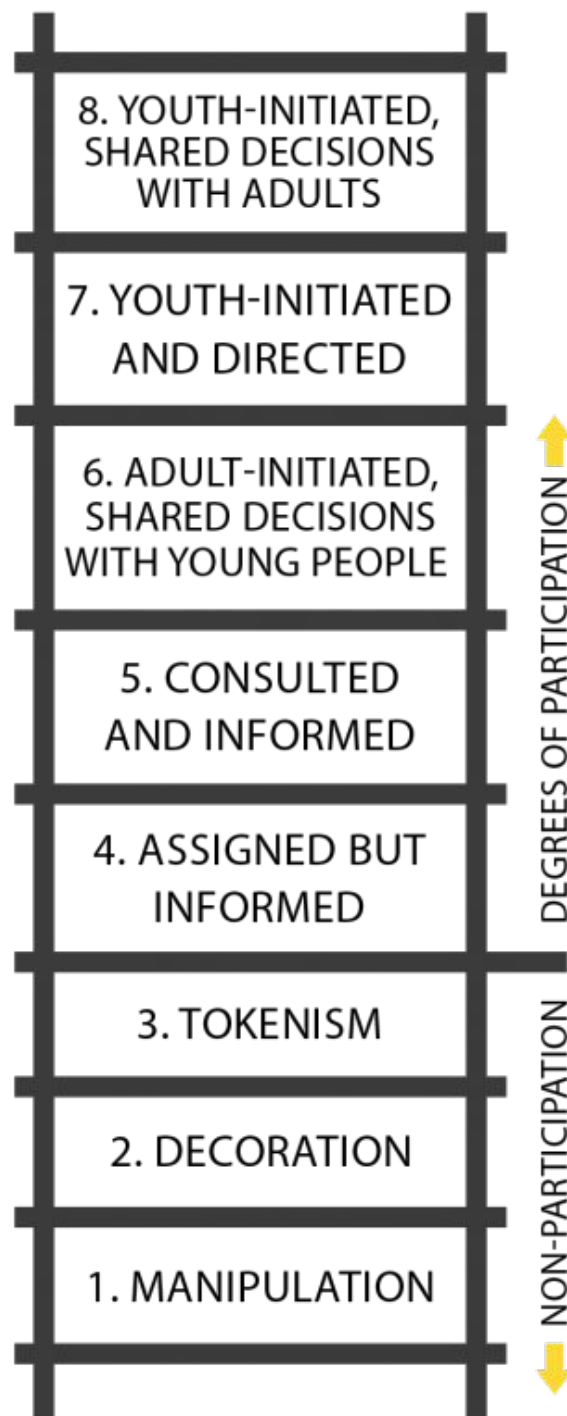 8. YOUTH-INITIATED,
SHARED DECISIONS
WITH ADULTS
7. YOUTH-INITIATED
AND DIRECTED
6. ADULT-INITIATED,
SHARED DECISIONS
WITH YOUNG PEOPLE
5. CONSULTED
AND INFORMED
4. ASSIGNED BUT
INFORMED
3. TOKENISM
2. DECORATION
1. MANIPULATION
DEGREES OF PARTICIPATION
NON-PARTICIPATION